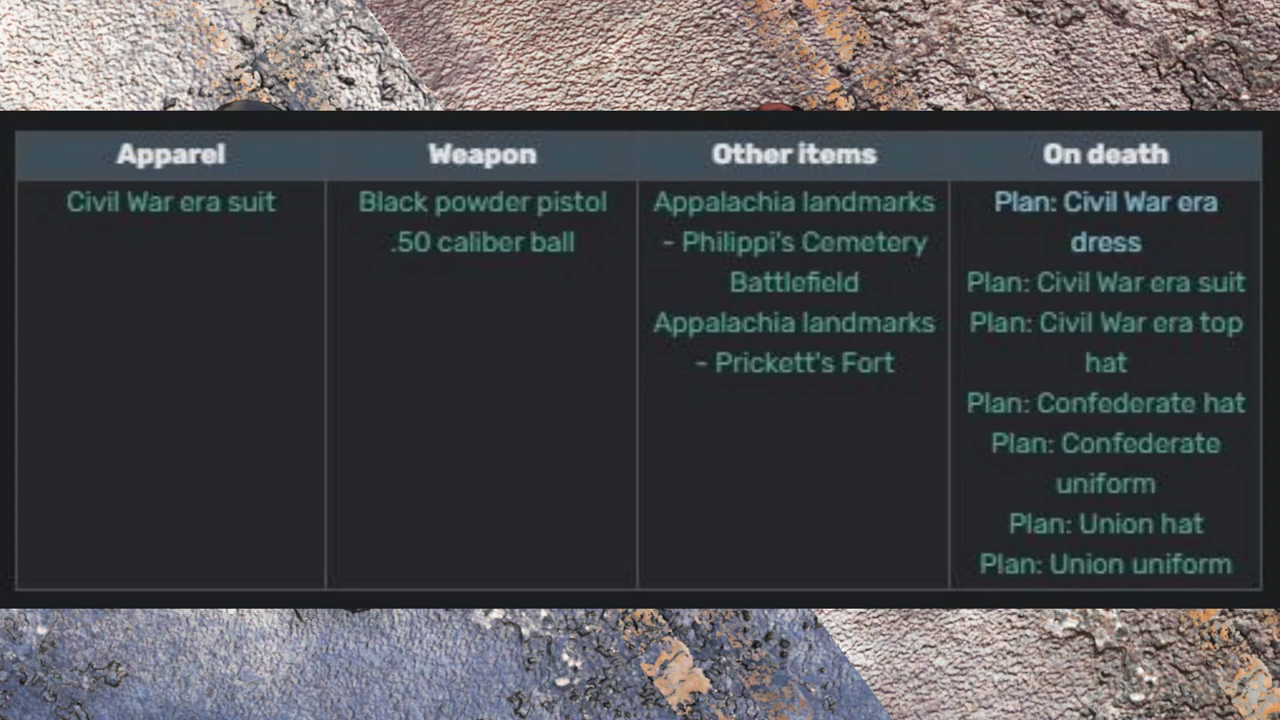 Apparel
Weapon
Other items
On death
Civil War era suit
Black powder pistol
.50 caliber ball
Appalachia landmarks
- Philippi's Cemetery
Battlefield
Appalachia landmarks
- Prickett's Fort
Plan: Civil War era
dress
Plan: Civil War era suit
Plan: Civil War era top
hat
Plan: Confederate hat
Plan: Confederate
uniform
Plan: Union hat
Plan: Union uniform